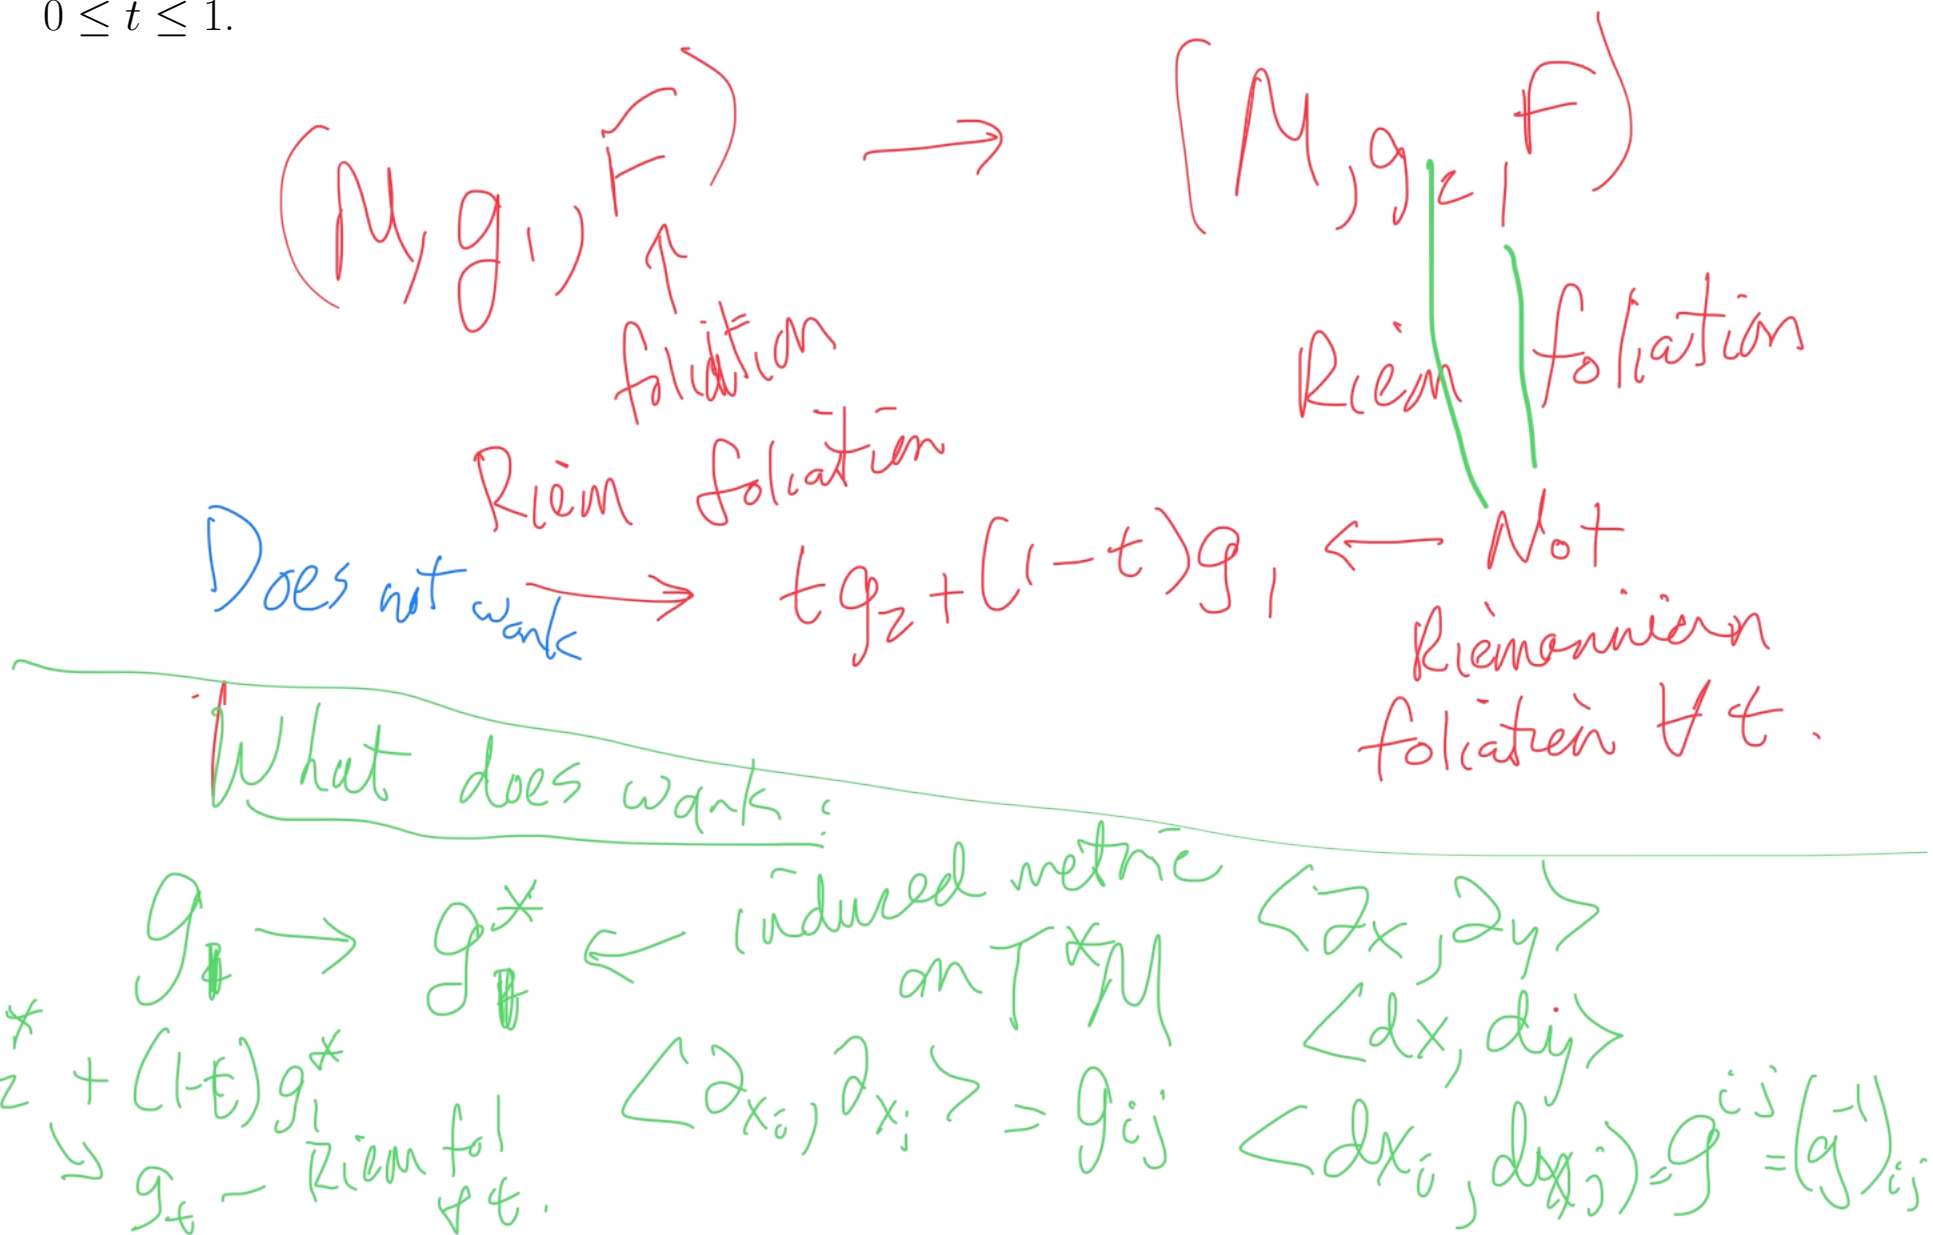 0 ≤ t ≤ 1.
(M, g₁,) F) → (M, g₂, F)
↑
foliation
Riem foliation
Riem foliation
Does not work → tg₂ + (1-t)g₁ ← Not
Riemannian
foliation ∀ t.
What does work:
g → g* ← induced metric
on T*M
⟨∂x, ∂y⟩
⟨dx, dy⟩
₂* + (1-t) g₁*
⟨∂xᵢ, ∂xⱼ⟩ = gᵢⱼ
⟨dxᵢ, dxⱼ) = gⁱʲ = (g⁻¹)ᵢⱼ
↘ gₜ - Riem fol
∀ t.